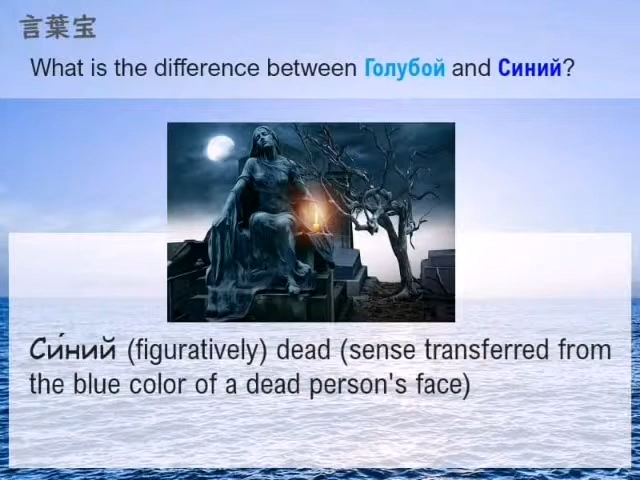 言葉宝
What is the difference between Голубой and Синий?
Си́ний (figuratively) dead (sense transferred from
the blue color of a dead person's face)